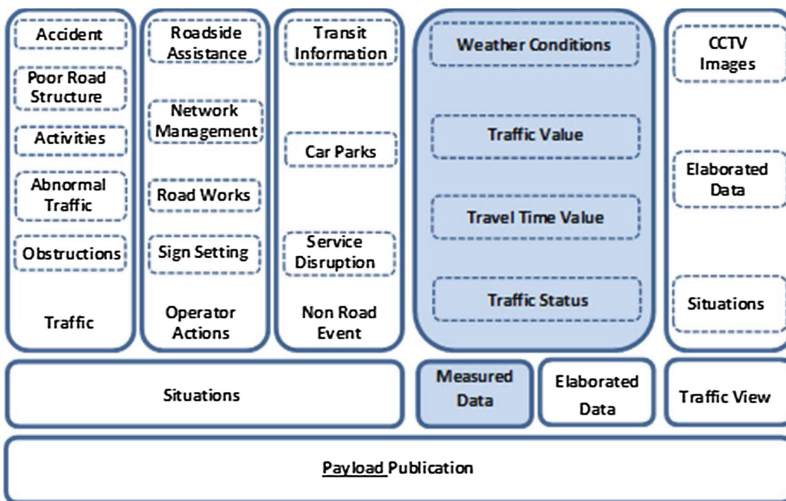 Accident
Poor Road
Structure
Activities
Abnormal
Traffic
Obstructions
Traffic
Roadside
Assistance
Network
Management
Road Works
Sign Setting
Operator
Actions
Transit
Information
Car Parks
Service
Disruption
Non Road
Event
Weather Conditions
Traffic Value
Travel Time Value
Traffic Status
CCTV
Images
Elaborated
Data
Situations
Situations
Measured
Data
Elaborated
Data
Traffic View
Payload Publication